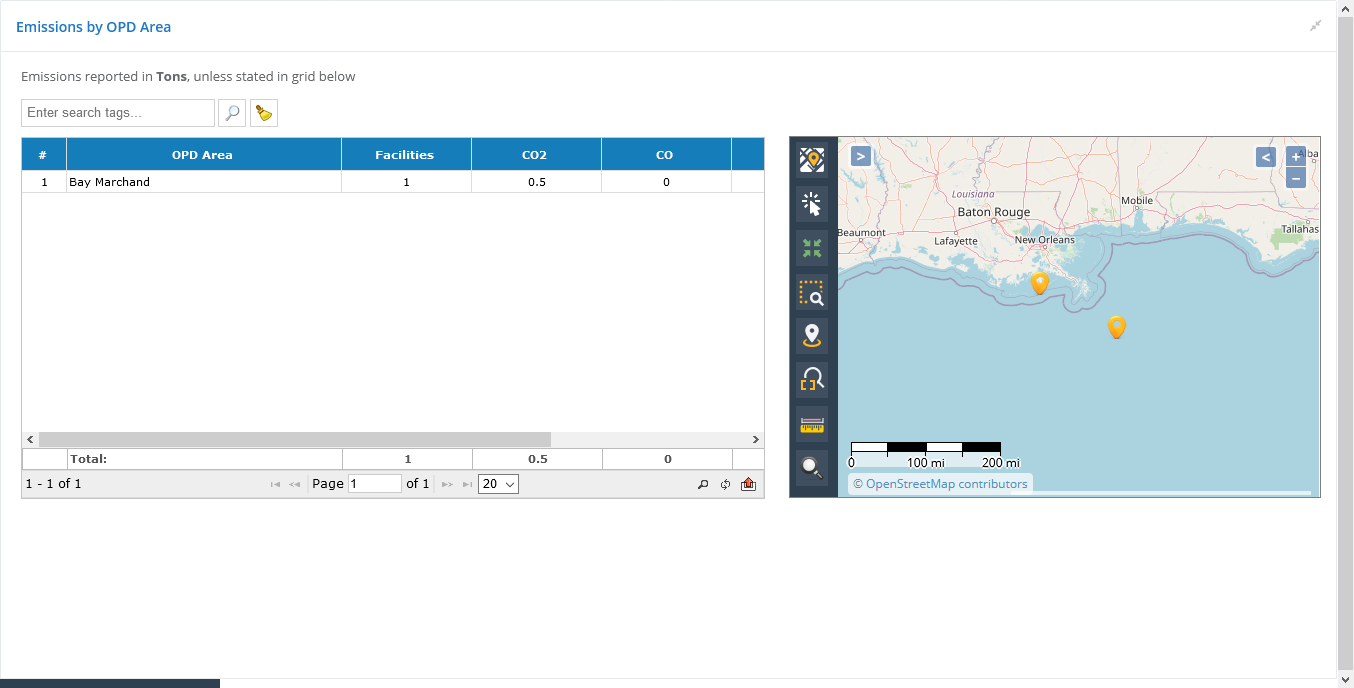 Emissions by OPD Area
Emissions reported in Tons, unless stated in grid below
Enter search tags...
# OPD Area Facilities CO2 CO
1 Bay Marchand 1 0.5 0
Total: 1 0.5 0
1 - 1 of 1 Page 1 of 1 20
> < + Alba
−
Louisiana
Baton Rouge
Mobile
Beaumont
Lafayette
New Orleans
Tallahas
0 100 mi 200 mi
© OpenStreetMap contributors